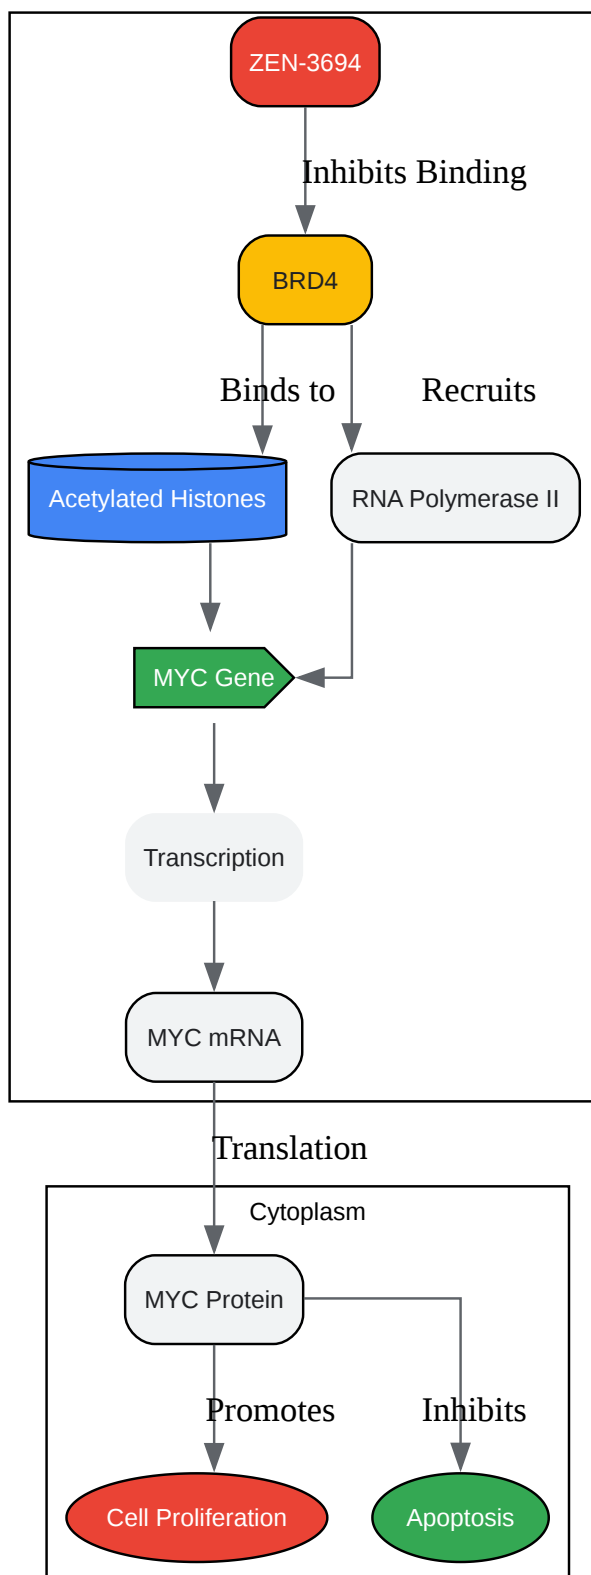 ZEN-3694
Inhibits Binding
BRD4
Binds to
Recruits
Acetylated Histones
RNA Polymerase II
MYC Gene
Transcription
MYC mRNA
Translation
Cytoplasm
MYC Protein
Promotes
Inhibits
Cell Proliferation
Apoptosis